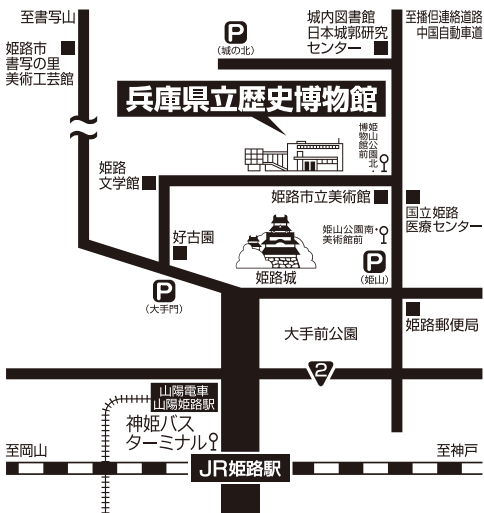 至書写山
姫路市
書写の里
美術工芸館
P
(城の北)
城内図書館
日本城郭研究
センター
至播但連絡道路
中国自動車道
兵庫県立歴史博物館
姫山公園北・
博物館前
姫路
文学館
姫路市立美術館
国立姫路
医療センター
好古園
姫路城
姫山公園南・
美術館前
P
(姫山)
P
(大手門)
姫路郵便局
大手前公園
2
山陽電車
山陽姫路駅
神姫バス
ターミナル
至岡山
JR姫路駅
至神戸